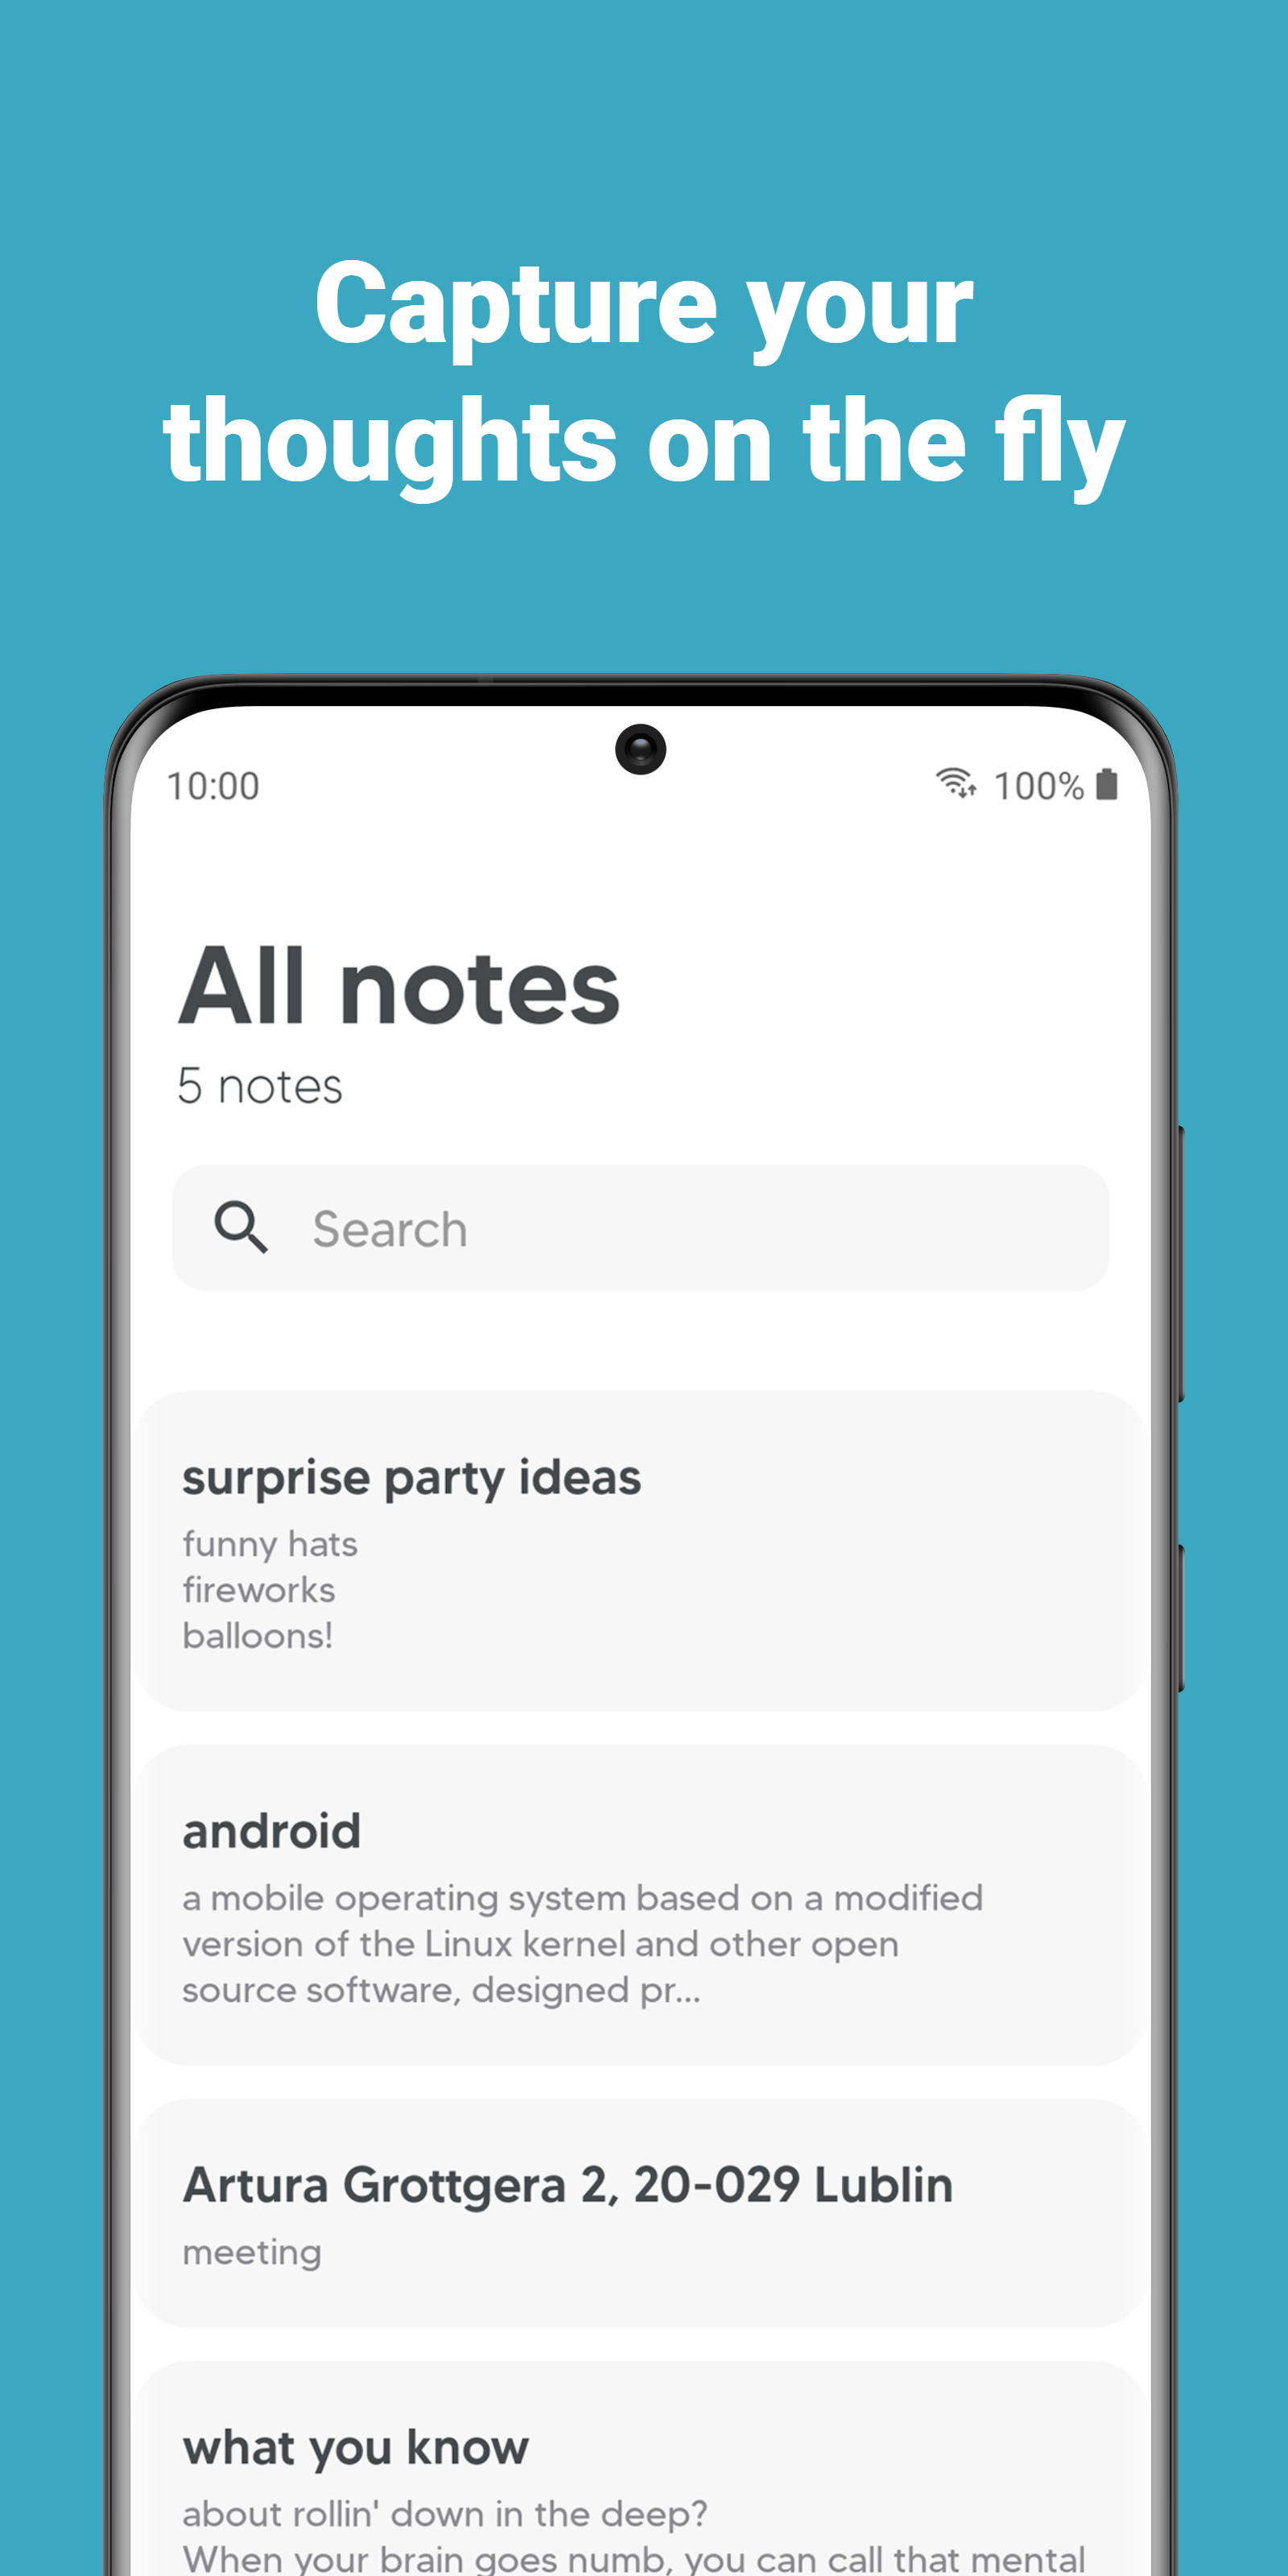 Capture your
thoughts on the fly
10:00
100%
All notes
5 notes
Search
surprise party ideas
funny hats
fireworks
balloons!
android
a mobile operating system based on a modified
version of the Linux kernel and other open
source software, designed pr...
Artura Grottgera 2, 20-029 Lublin
meeting
what you know
about rollin' down in the deep?
When your brain goes numb, you can call that mental